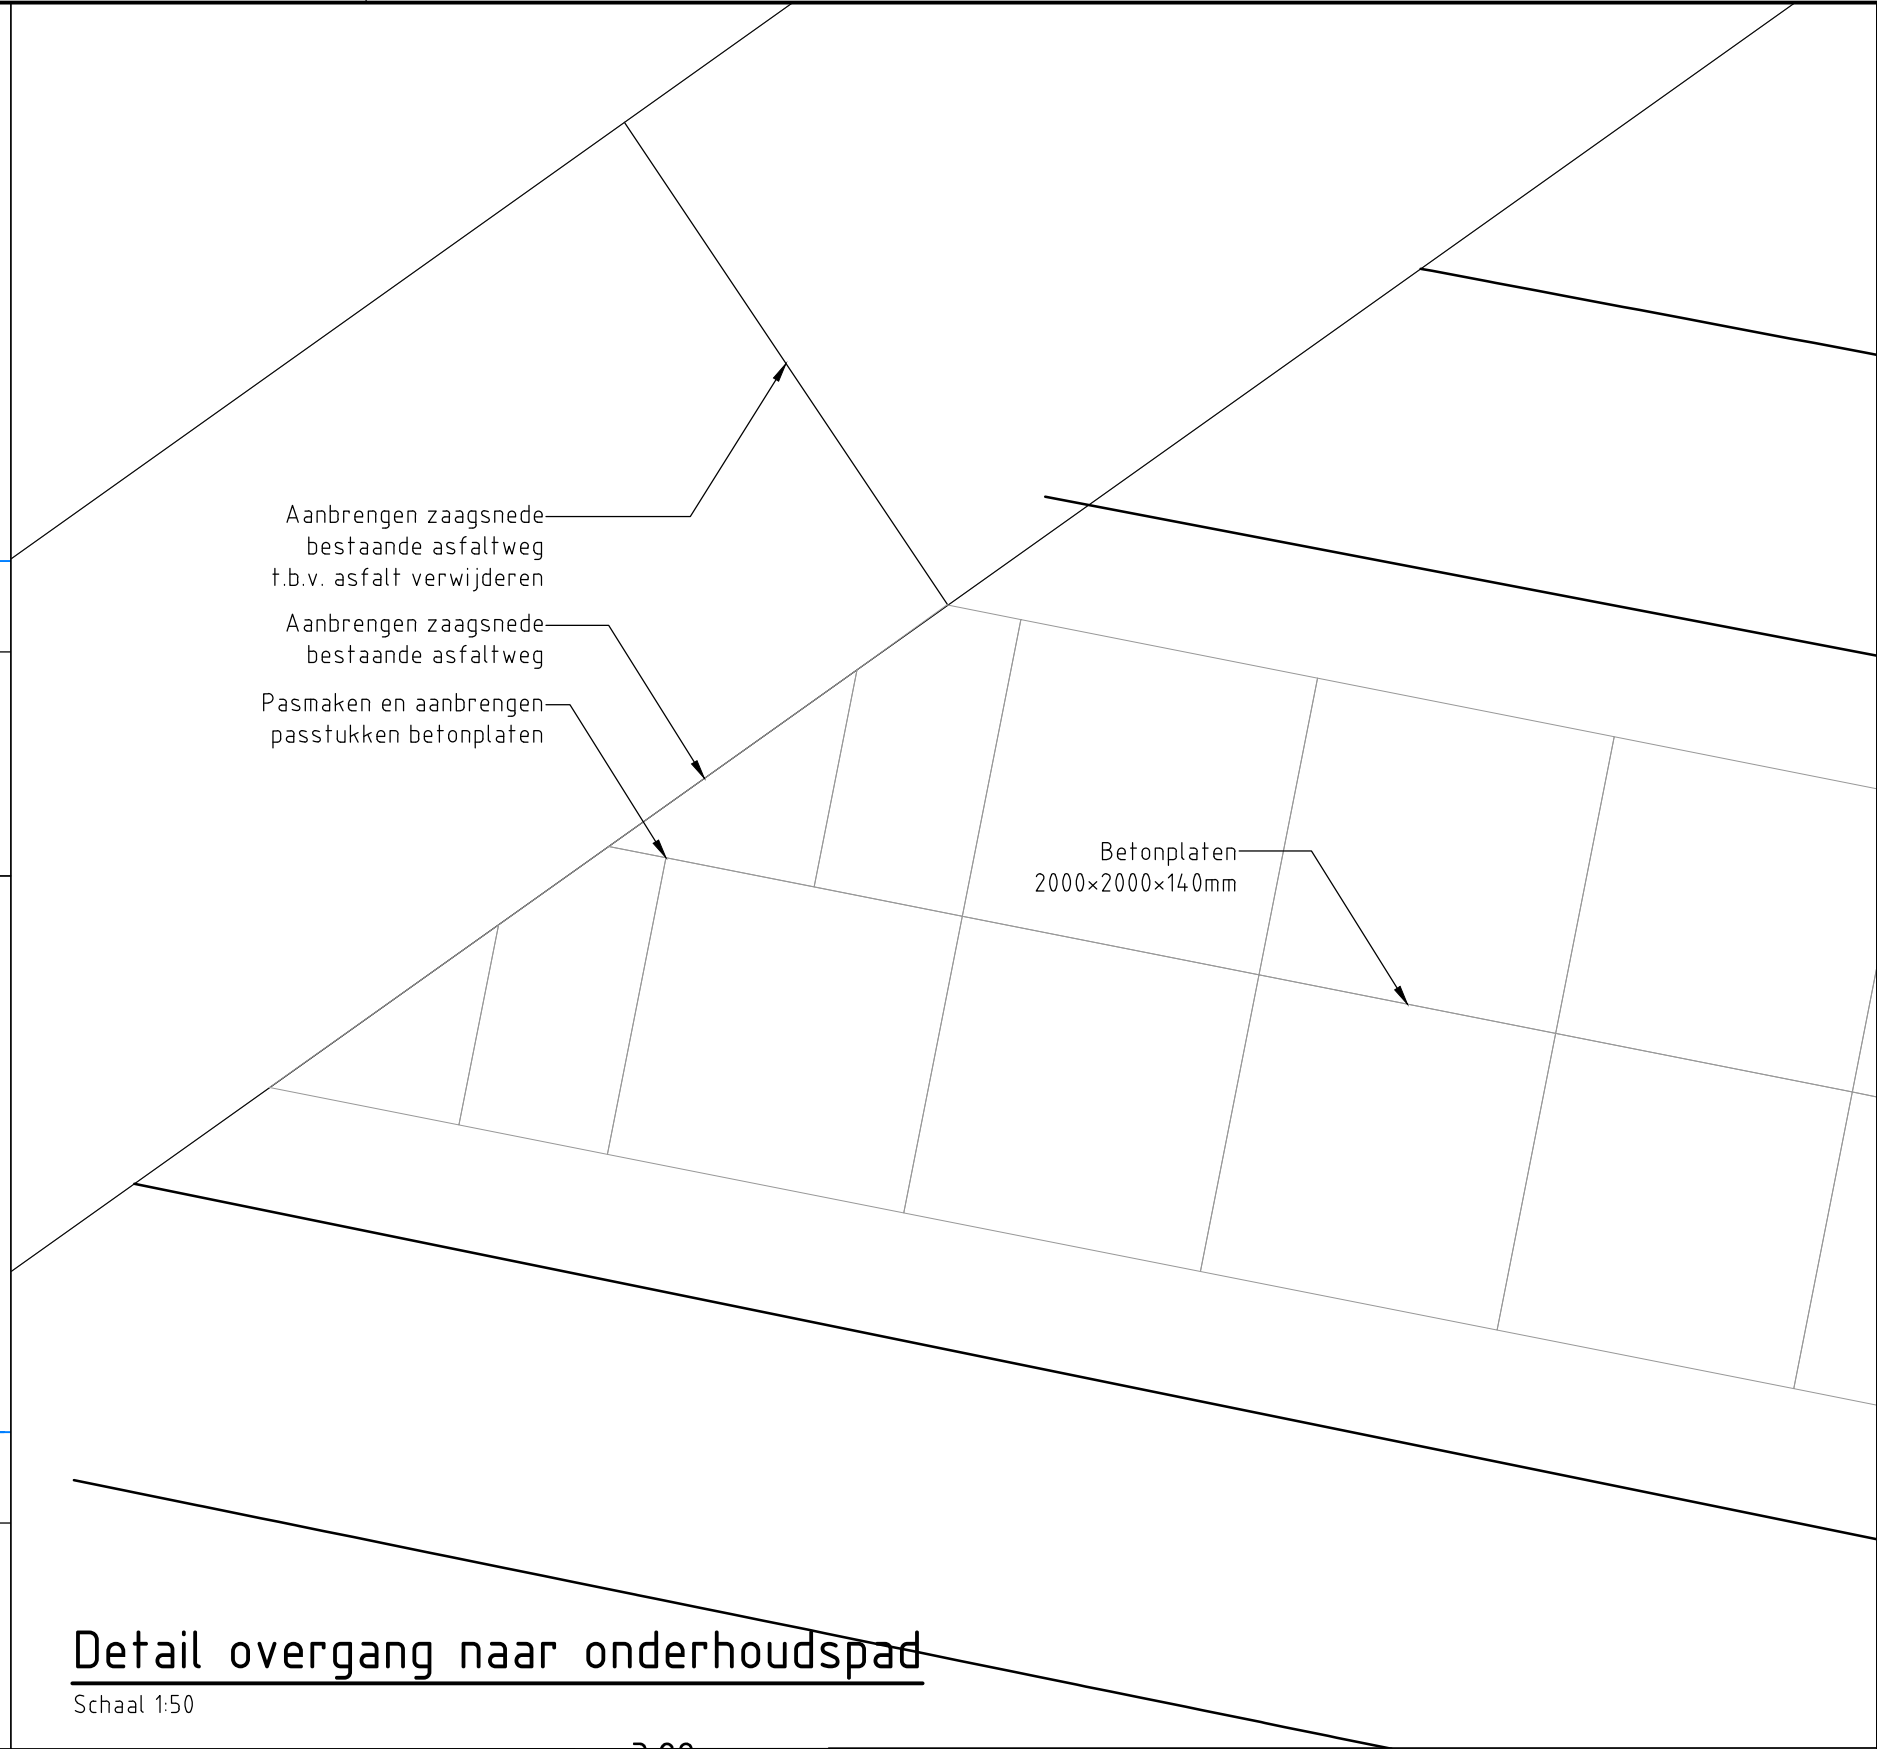 Aanbrengen zaagsnede
bestaande asfaltweg
t.b.v. asfalt verwijderen
Aanbrengen zaagsnede
bestaande asfaltweg
Pasmaken en aanbrengen
passtukken betonplaten
Betonplaten
2000×2000×140mm
Detail overgang naar onderhoudspad
Schaal 1:50